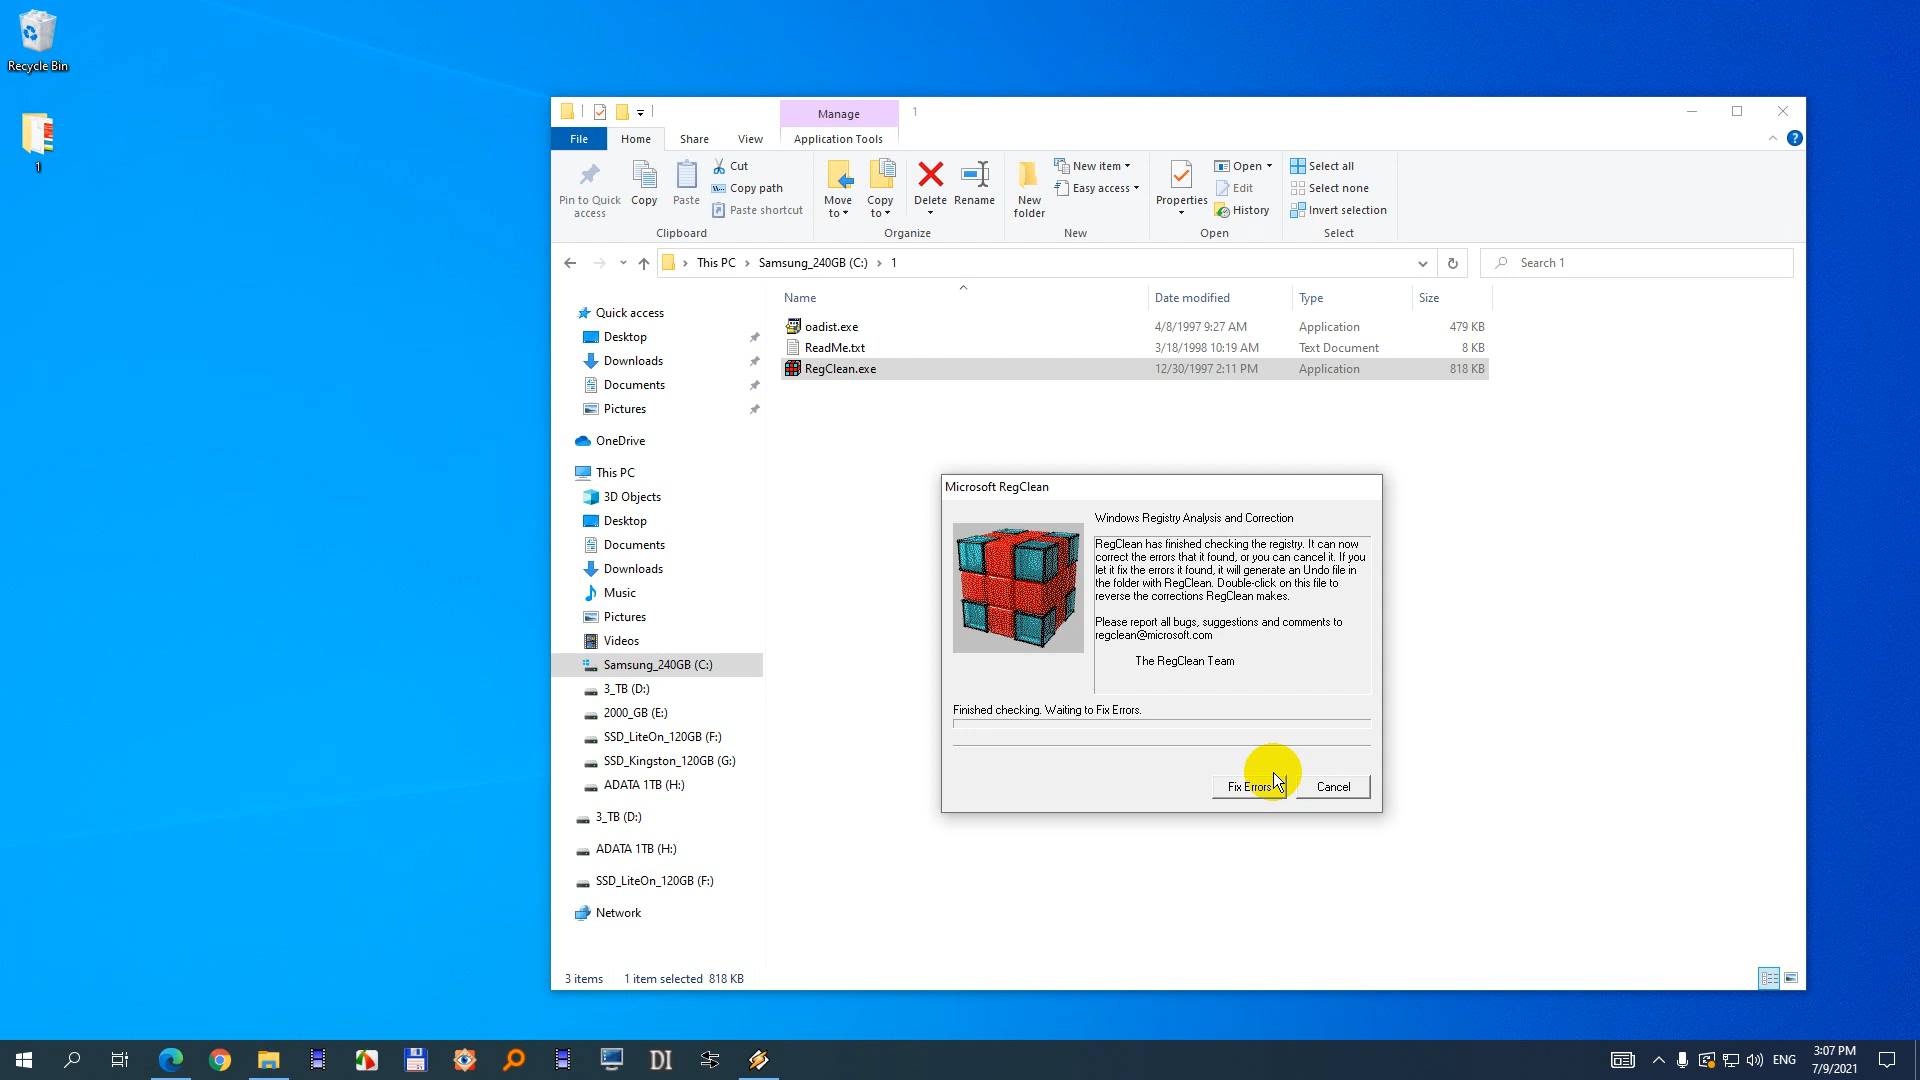 Recycle Bin
1
Manage
1
File
Home
Share
View
Application Tools
Pin to Quick access
Copy
Paste
Cut
Copy path
Paste shortcut
Clipboard
Move to
Copy to
Delete
Rename
Organize
New folder
New item
Easy access
New
Properties
Open
Edit
History
Open
Select all
Select none
Invert selection
Select
This PC
Samsung_240GB (C:)
1
Search 1
Name
Date modified
Type
Size
oadist.exe 4/8/1997 9:27 AM Application 479 KB
ReadMe.txt 3/18/1998 10:19 AM Text Document 8 KB
RegClean.exe 12/30/1997 2:11 PM Application 818 KB
Quick access
Desktop
Downloads
Documents
Pictures
OneDrive
This PC
3D Objects
Desktop
Documents
Downloads
Music
Pictures
Videos
Samsung_240GB (C:)
3_TB (D:)
2000_GB (E:)
SSD_LiteOn_120GB (F:)
SSD_Kingston_120GB (G:)
ADATA 1TB (H:)
3_TB (D:)
ADATA 1TB (H:)
SSD_LiteOn_120GB (F:)
Network
3 items
1 item selected 818 KB
Microsoft RegClean
Windows Registry Analysis and Correction
RegClean has finished checking the registry. It can now
correct the errors that it found, or you can cancel it. If you
let it fix the errors it found, it will generate an Undo file in
the folder with RegClean. Double-click on this file to
reverse the corrections RegClean makes.
Please report all bugs, suggestions and comments to
regclean@microsoft.com
The RegClean Team
Finished checking. Waiting to Fix Errors.
Fix Errors
Cancel
DI
ENG
3:07 PM
7/9/2021